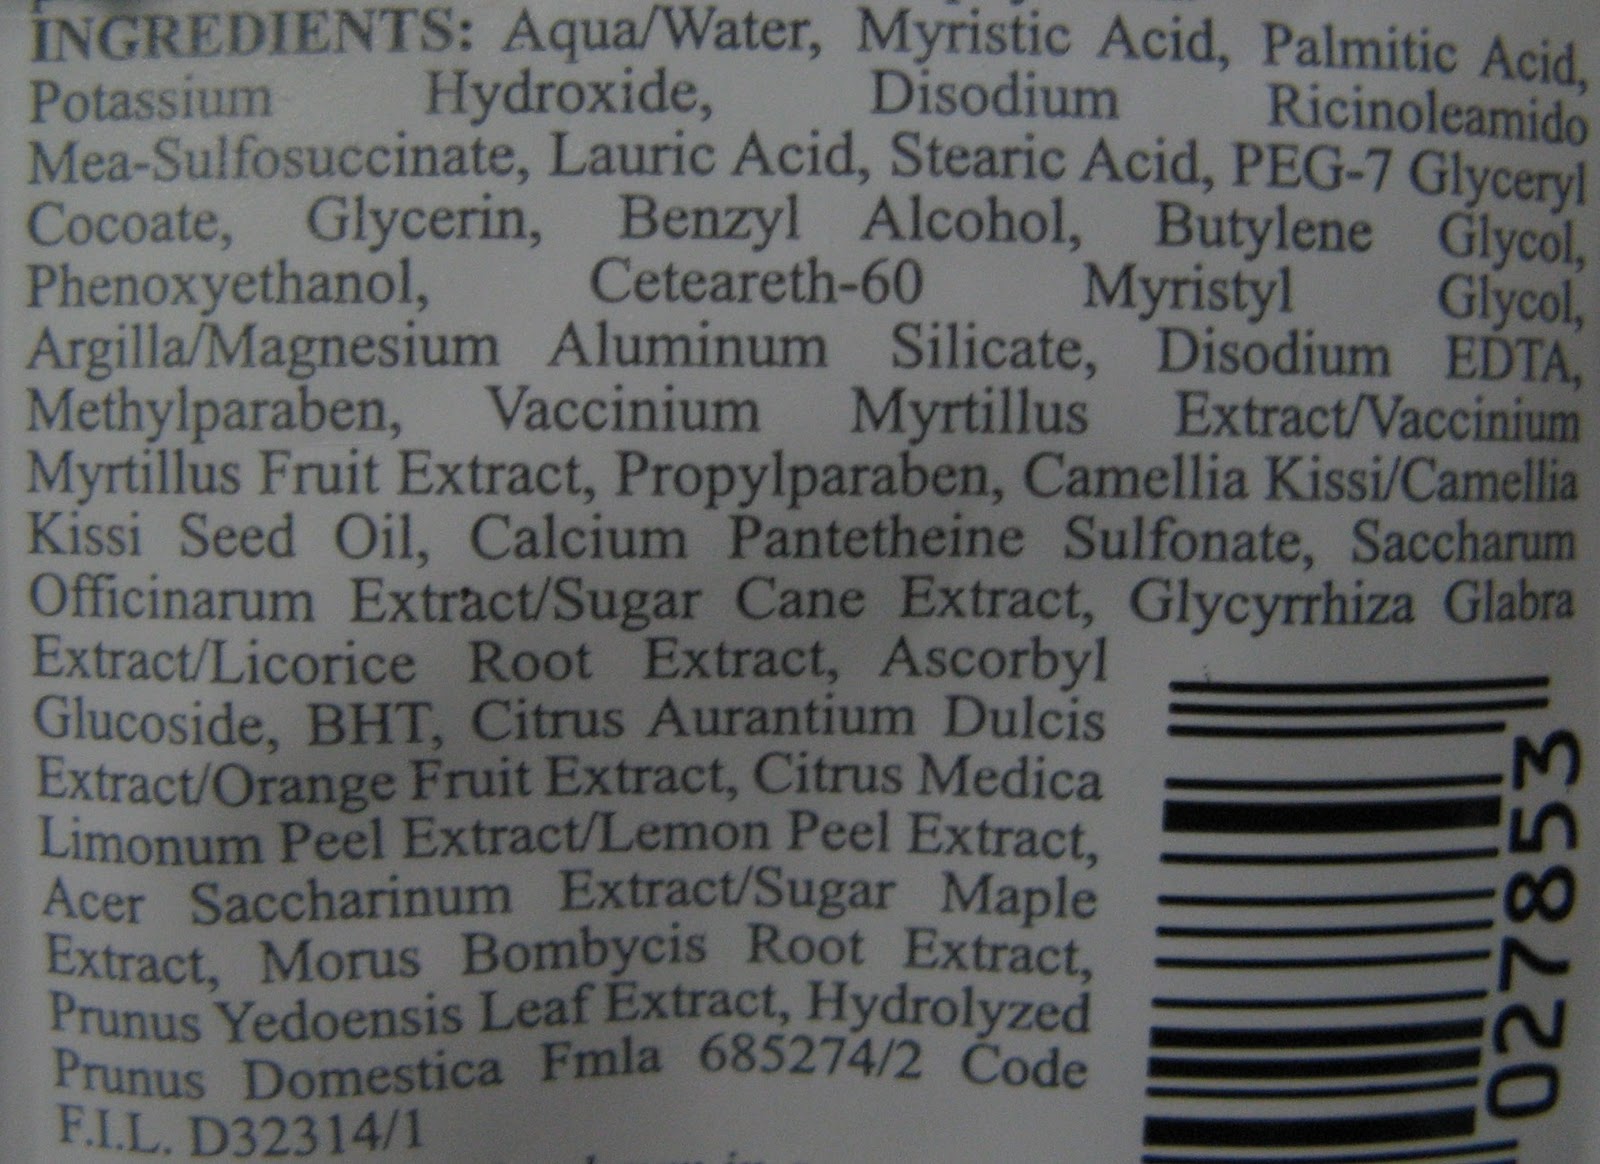 INGREDIENTS: Aqua/Water, Myristic Acid, Palmitic Acid,
Potassium Hydroxide, Disodium Ricinoleamido
Mea-Sulfosuccinate, Lauric Acid, Stearic Acid, PEG-7 Glyceryl
Cocoate, Glycerin, Benzyl Alcohol, Butylene Glycol,
Phenoxyethanol, Ceteareth-60 Myristyl Glycol,
Argilla/Magnesium Aluminum Silicate, Disodium EDTA,
Methylparaben, Vaccinium Myrtillus Extract/Vaccinium
Myrtillus Fruit Extract, Propylparaben, Camellia Kissi/Camellia
Kissi Seed Oil, Calcium Pantetheine Sulfonate, Saccharum
Officinarum Extract/Sugar Cane Extract, Glycyrrhiza Glabra
Extract/Licorice Root Extract, Ascorbyl
Glucoside, BHT, Citrus Aurantium Dulcis
Extract/Orange Fruit Extract, Citrus Medica
Limonum Peel Extract/Lemon Peel Extract,
Acer Saccharinum Extract/Sugar Maple
Extract, Morus Bombycis Root Extract,
Prunus Yedoensis Leaf Extract, Hydrolyzed
Prunus Domestica Fmla 685274/2 Code
F.I.L. D32314/1
027853